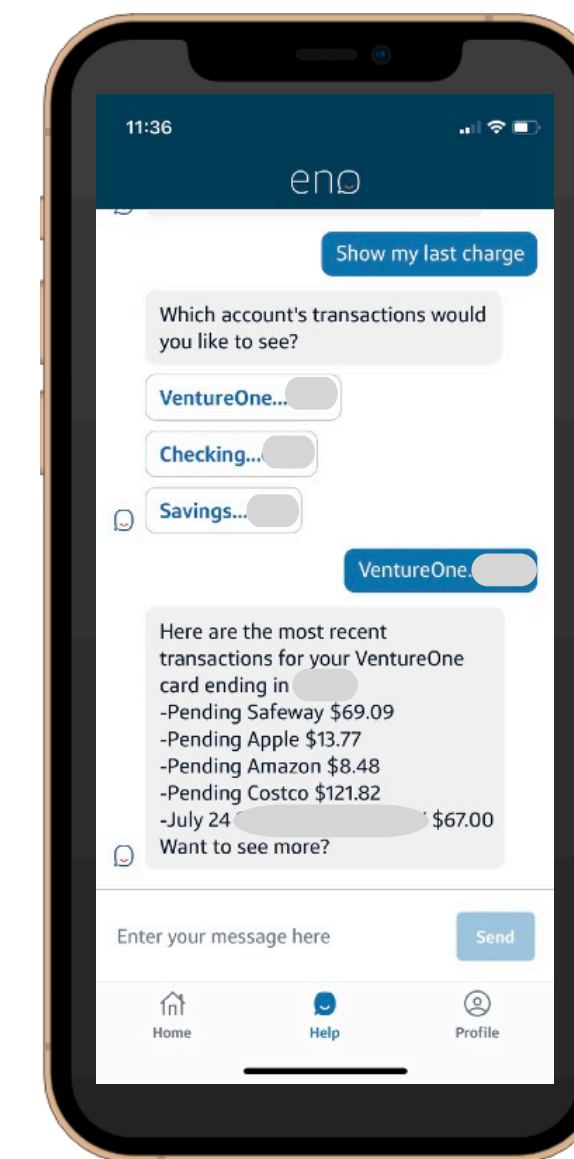 11:36
eno
Show my last charge
Which account's transactions would
you like to see?
VentureOne...
Checking...
Savings...
VentureOne.
Here are the most recent
transactions for your VentureOne
card ending in
-Pending Safeway $69.09
-Pending Apple $13.77
-Pending Amazon $8.48
-Pending Costco $121.82
-July 24 $67.00
Want to see more?
Enter your message here
Send
Home
Help
Profile